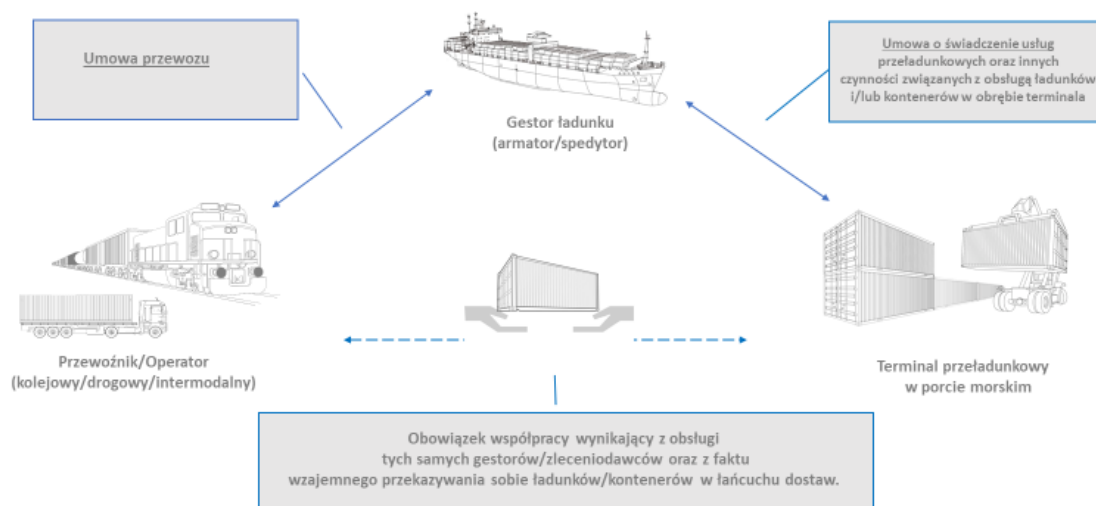 Umowa przewozu
Umowa o świadczenie usług
przeładunkowych oraz innych
czynności związanych z obsługą ładunków
i/lub kontenerów w obrębie terminala
Gestor ładunku
(armator/spedytor)
Przewoźnik/Operator
(kolejowy/drogowy/intermodalny)
Terminal przeładunkowy
w porcie morskim
Obowiązek współpracy wynikający z obsługi
tych samych gestorów/zleceniodawców oraz z faktu
wzajemnego przekazywania sobie ładunków/kontenerów w łańcuchu dostaw.